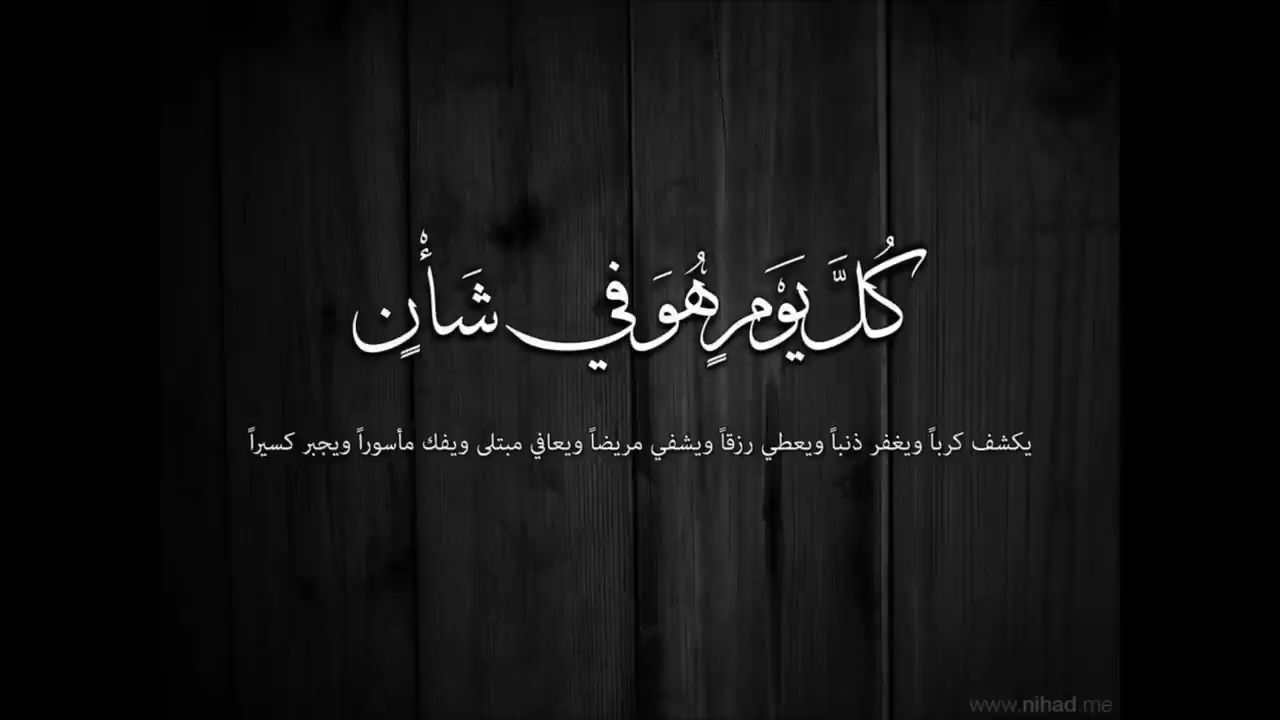 كُلَّ يَوْمٍ هُوَ فِي شَأْنٍ
يكشف كرباً ويغفر ذنباً ويعطي رزقاً ويشفي مريضاً ويعافي مبتلى ويفك مأسوراً ويجبر كسيراً
www.nihad.me